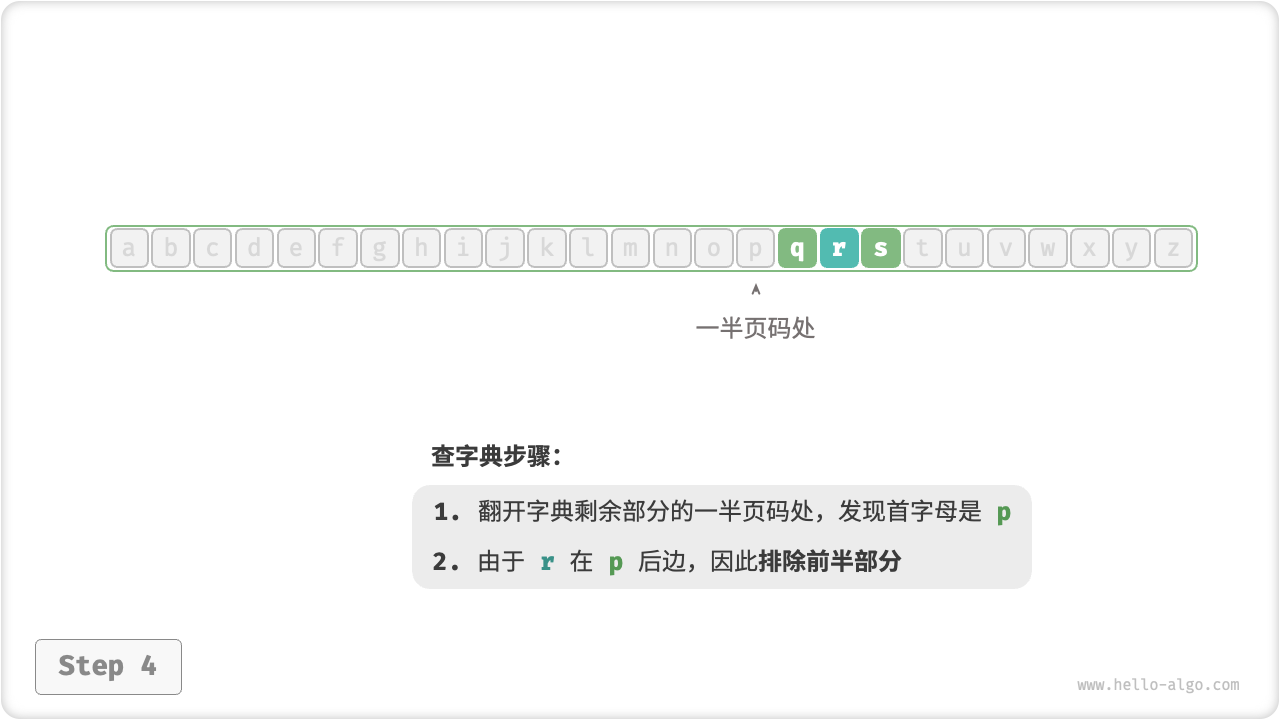 a b c d e f g h i j k l m n o p q r s t u v w x y z
一半页码处
查字典步骤：
1. 翻开字典剩余部分的一半页码处，发现首字母是 p
2. 由于 r 在 p 后边，因此排除前半部分
Step 4
www.hello-algo.com